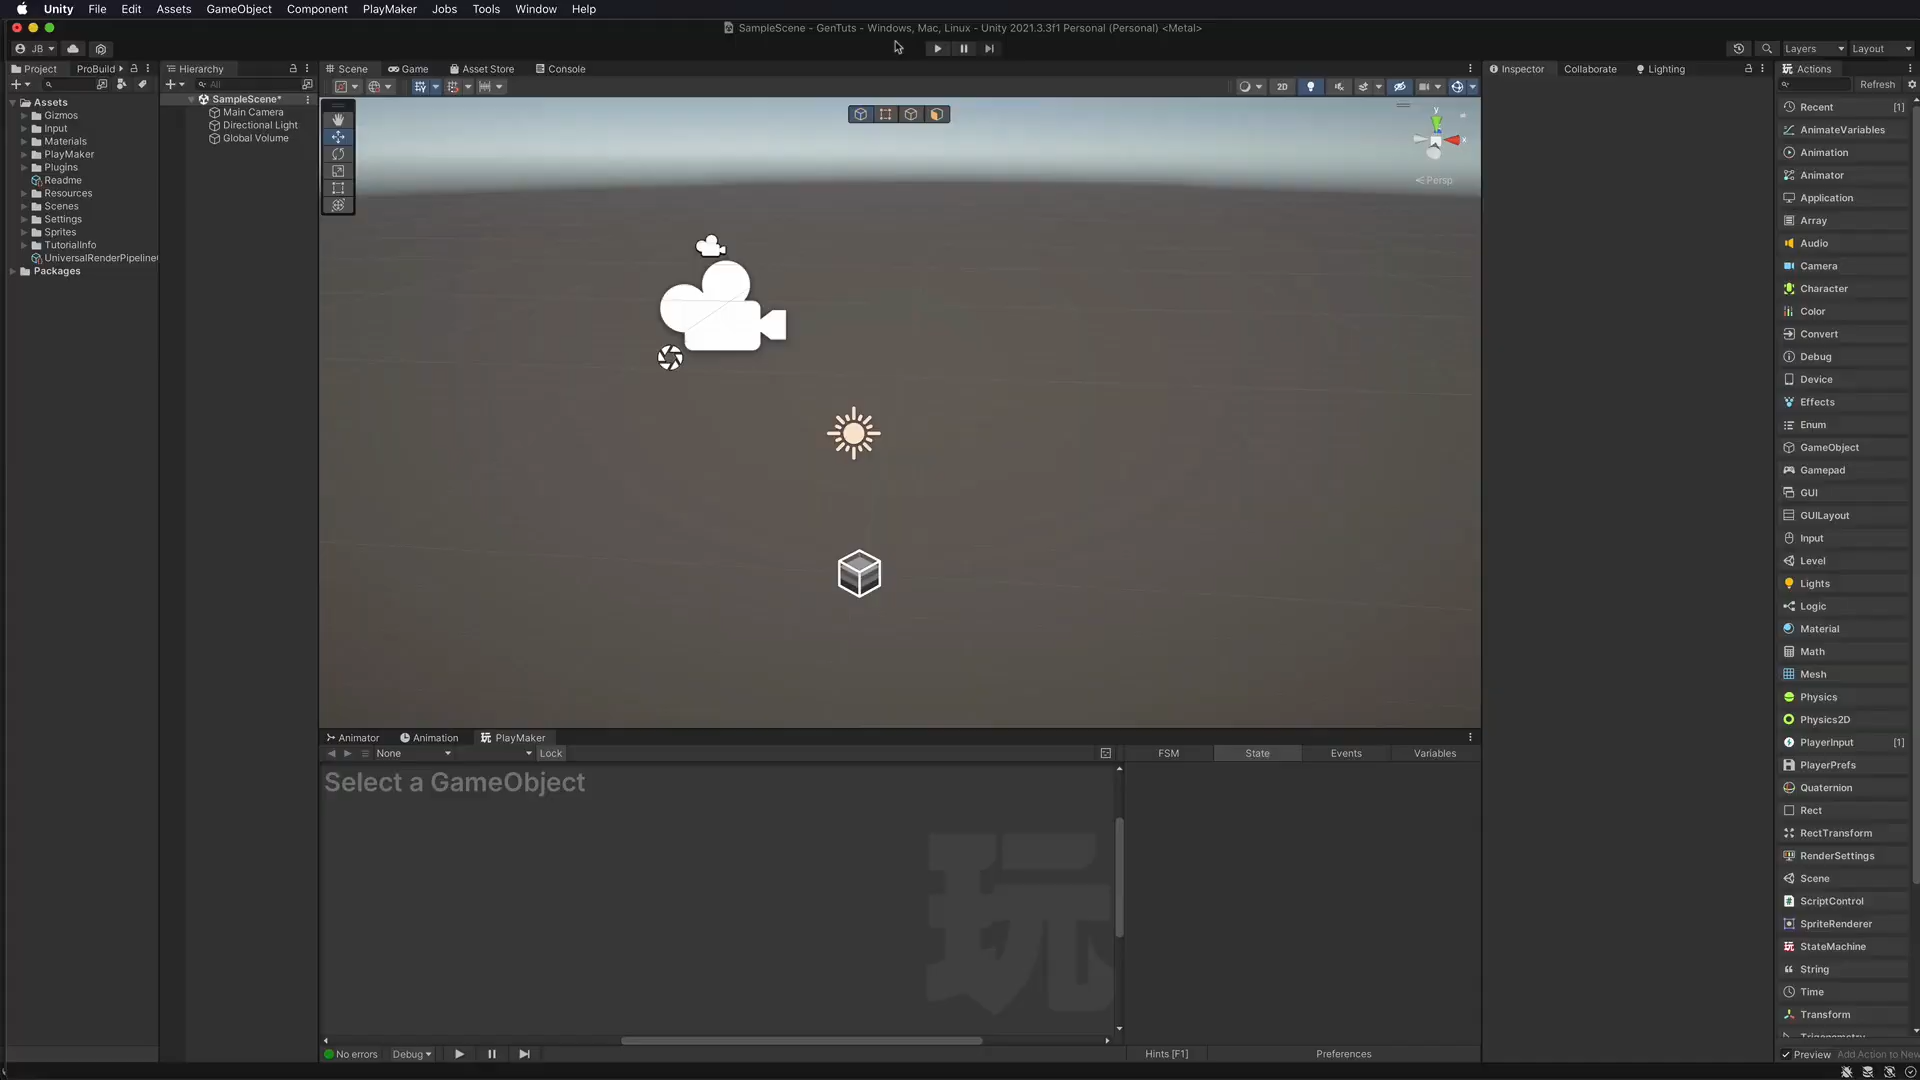 Unity File Edit Assets GameObject Component PlayMaker Jobs Tools Window Help
SampleScene - GenTuts - Windows, Mac, Linux - Unity 2021.3.3f1 Personal (Personal) <Metal>
JB
Layers
Layout
Project
ProBuild
Assets
Gizmos
Input
Materials
PlayMaker
Plugins
Readme
Resources
Scenes
Settings
Sprites
TutorialInfo
UniversalRenderPipeline
Packages
Hierarchy
All
SampleScene*
Main Camera
Directional Light
Global Volume
Scene
Game
Asset Store
Console
2D
y
x
Persp
Animator
Animation
PlayMaker
None
Lock
Select a GameObject
玩
FSM
State
Events
Variables
No errors
Debug
Hints [F1]
Preferences
Inspector
Collaborate
Lighting
Actions
Refresh
Recent [1]
AnimateVariables
Animation
Animator
Application
Array
Audio
Camera
Character
Color
Convert
Debug
Device
Effects
Enum
GameObject
Gamepad
GUI
GUILayout
Input
Level
Lights
Logic
Material
Math
Mesh
Physics
Physics2D
PlayerInput [1]
PlayerPrefs
Quaternion
Rect
RectTransform
RenderSettings
Scene
ScriptControl
SpriteRenderer
StateMachine
String
Time
Transform
Preview
Add Action to New